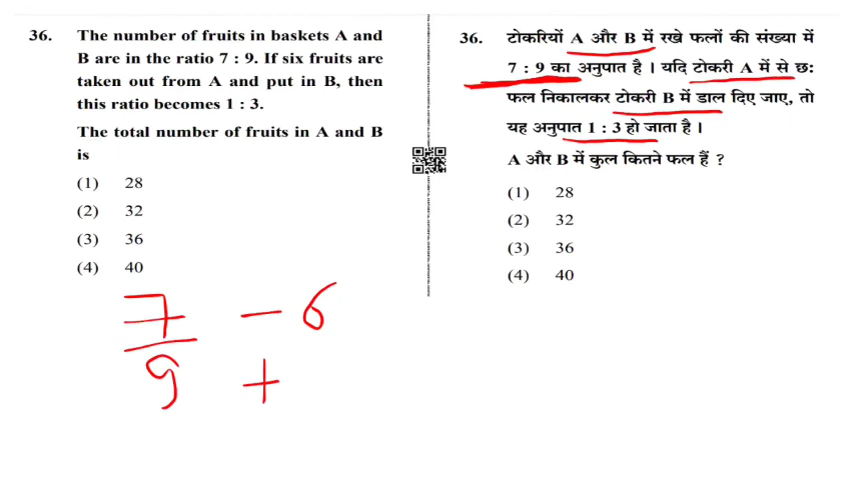 36. The number of fruits in baskets A and
B are in the ratio 7 : 9. If six fruits are
taken out from A and put in B, then
this ratio becomes 1 : 3.
The total number of fruits in A and B
is
(1) 28
(2) 32
(3) 36
(4) 40
7 – 6
9 +
36. टोकरियों A और B में रखे फलों की संख्या में
7 : 9 का अनुपात है । यदि टोकरी A में से छः
फल निकालकर टोकरी B में डाल दिए जाए, तो
यह अनुपात 1 : 3 हो जाता है ।
A और B में कुल कितने फल हैं ?
(1) 28
(2) 32
(3) 36
(4) 40